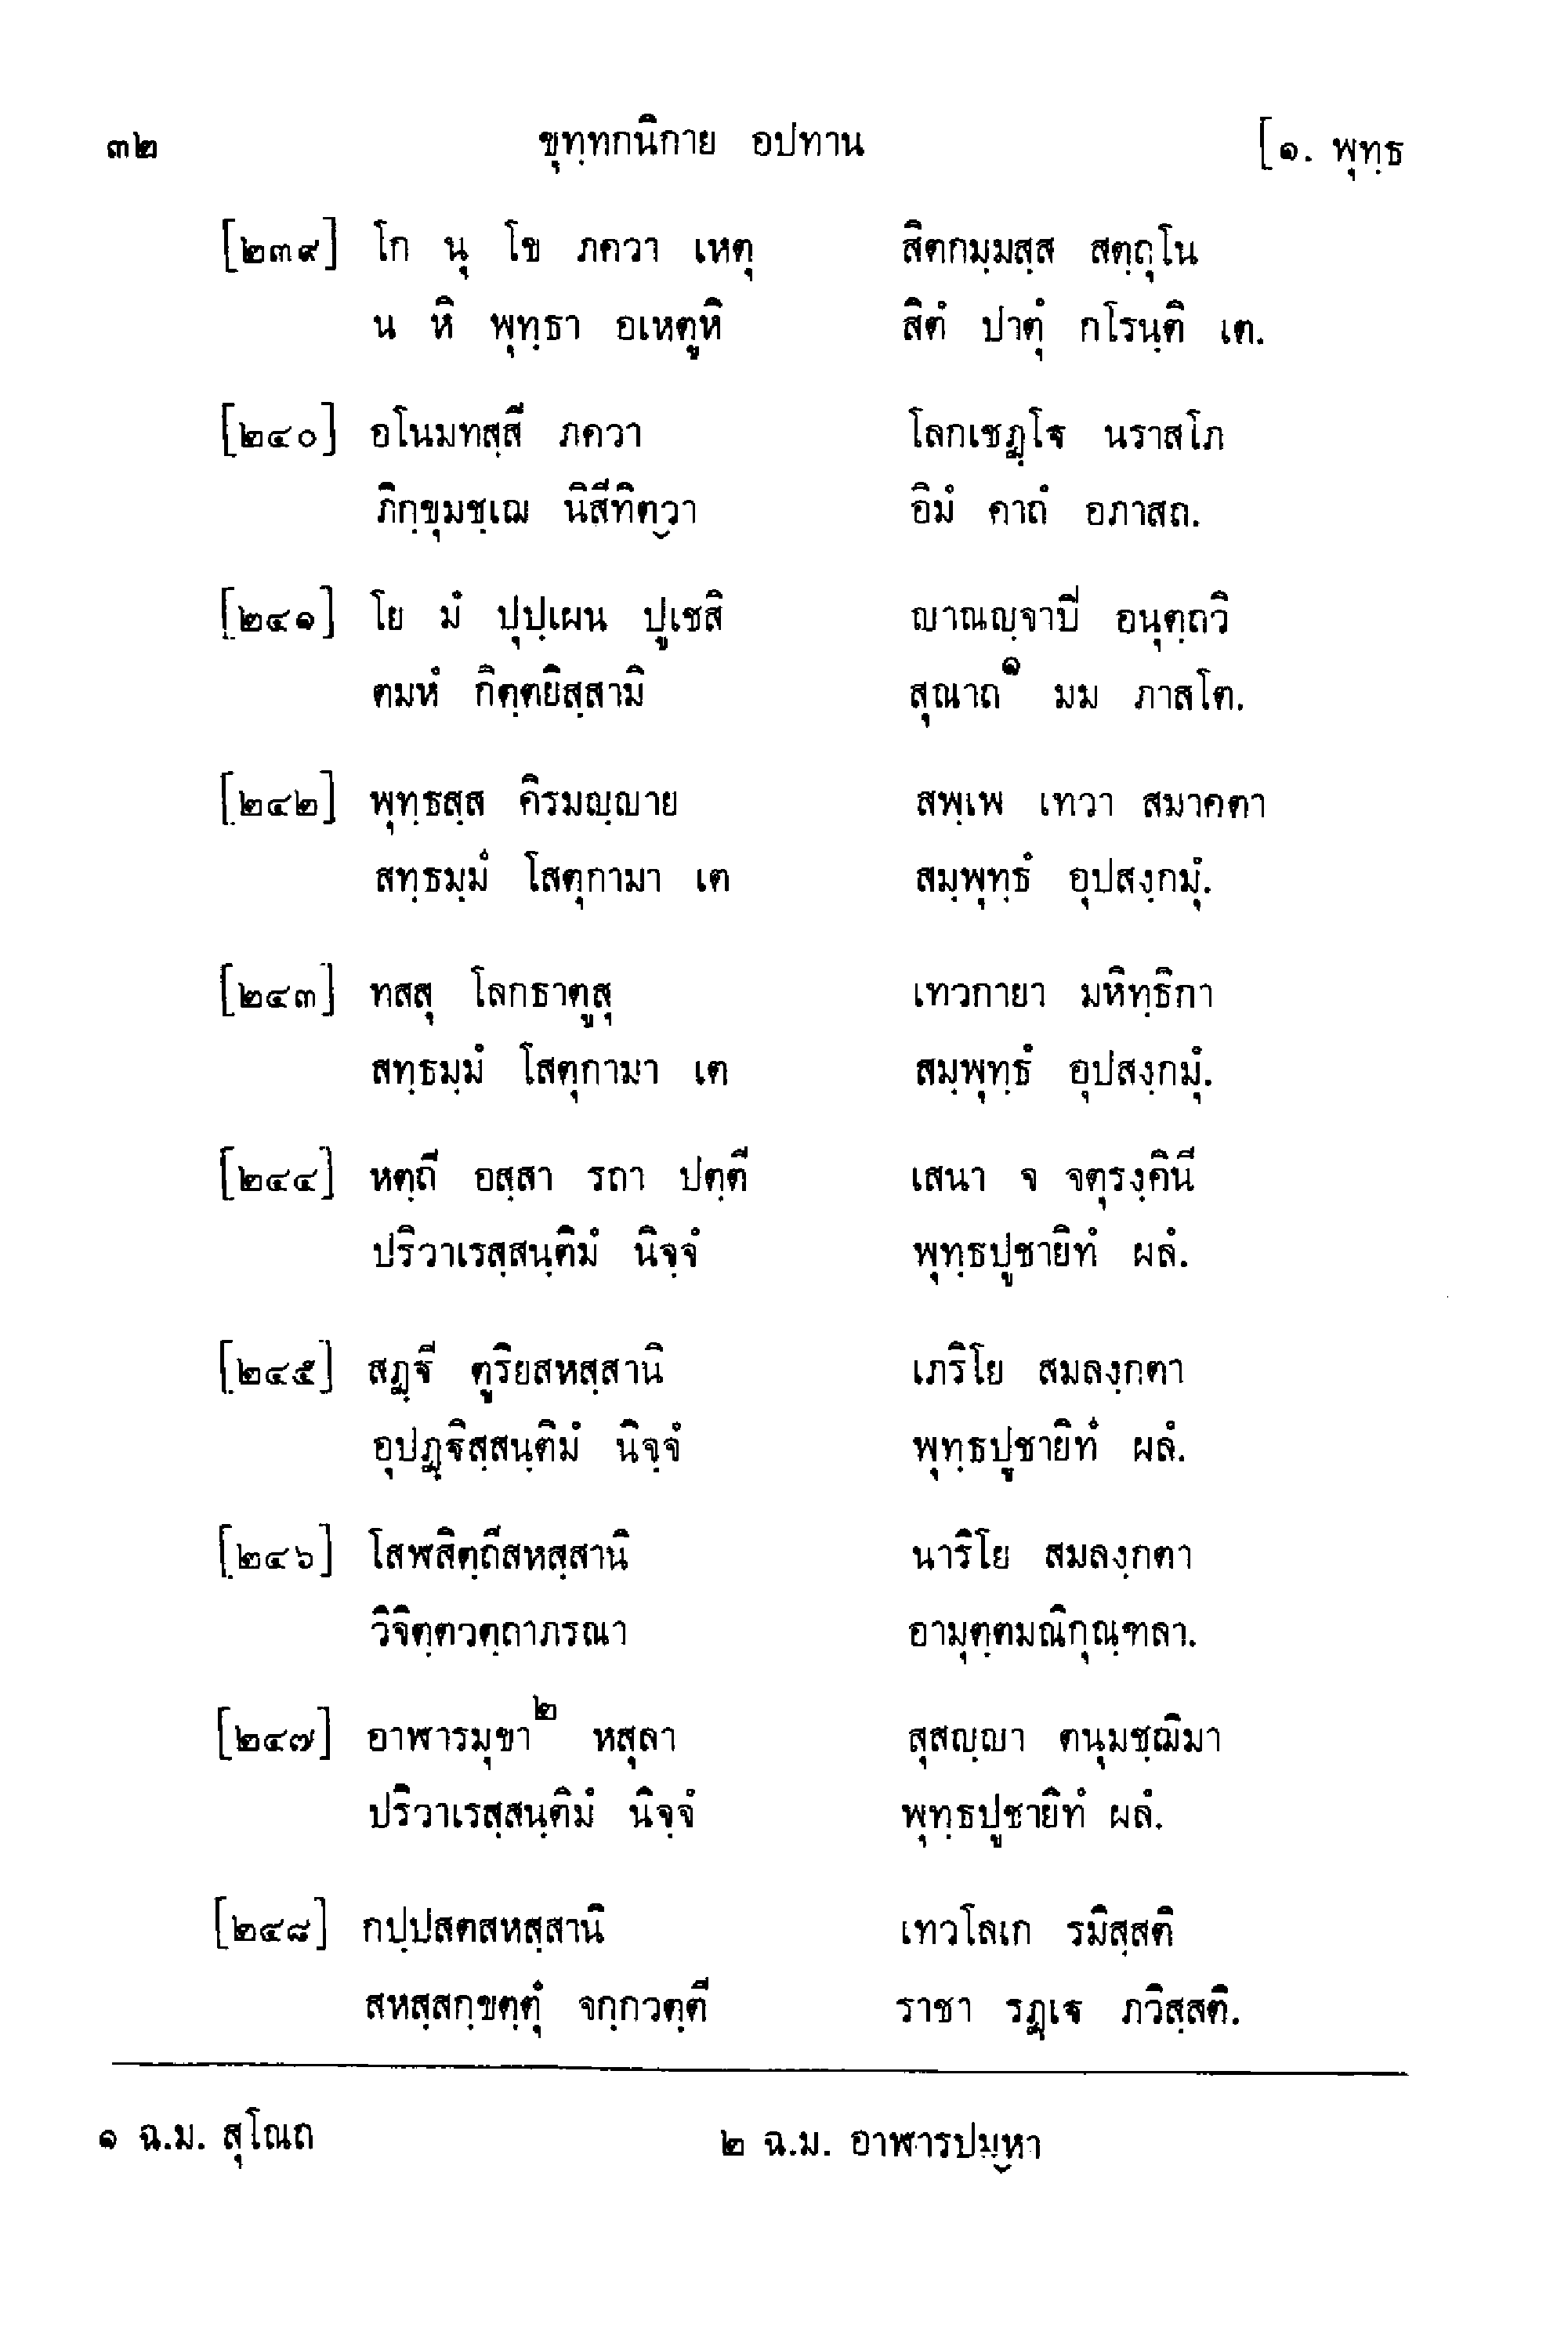 ๓๒ ขุทฺทกนิกาย อปทาน [๑. พุทฺธ
[๒๓๙] โก นุ โข ภควา เหตุ สิตกมฺมสฺส สตฺถุโน
น หิ พุทฺธา อเหตูหิ สิตํ ปาตุํ กโรนฺติ เต.
[๒๔๐] อโนมทสฺสี ภควา โลกเชฏฺโฐ นราสโภ
ภิกฺขุมชฺเฌ นิสีทิตฺวา อิมํ คาถํ อภาสถ.
[๒๔๑] โย มํ ปุปฺเผน ปูเชสิ ญาณญฺจาปี อนุตฺถวิ
ตมหํ กิตฺตยิสฺสามิ สุณาถ๑ มม ภาสโต.
[๒๔๒] พุทฺธสฺส คิรมญฺญาย สพฺเพ เทวา สมาคตา
สทฺธมฺมํ โสตุกามา เต สมฺพุทฺธํ อุปสงฺกมุํ.
[๒๔๓] ทสสุ โลกธาตูสุ เทวกายา มหิทฺธิกา
สทฺธมฺมํ โสตุกามา เต สมฺพุทฺธํ อุปสงฺกมุํ.
[๒๔๔] หตฺถี อสฺสา รถา ปตฺตี เสนา จ จตุรงฺคินี
ปริวาเรสฺสนฺติมํ นิจฺจํ พุทฺธปูชายิทํ ผลํ.
[๒๔๕] สฏฺฐี ตูริยสหสฺสานิ เภริโย สมลงฺกตา
อุปฏฺฐิสฺสนฺติมํ นิจฺจํ พุทฺธปูชายิทํ ผลํ.
[๒๔๖] โสฬสิตฺถีสหสฺสานิ นาริโย สมลงฺกตา
วิจิตฺตวตฺถาภรณา อามุตฺตมณิกุณฺฑลา.
[๒๔๗] อาฬารมุขา๒ หสุลา สุสญฺญา ตนุมชฺฌิมา
ปริวาเรสฺสนฺติมํ นิจฺจํ พุทฺธปูชายิทํ ผลํ.
[๒๔๘] กปฺปสตสหสฺสานิ เทวโลเก รมิสฺสติ
สหสฺสกฺขตฺตุํ จกฺกวตฺตี ราชา รฏฺเฐ ภวิสฺสติ.
๑ ฉ.ม. สุโณถ ๒ ฉ.ม. อาฬารปมฺหา